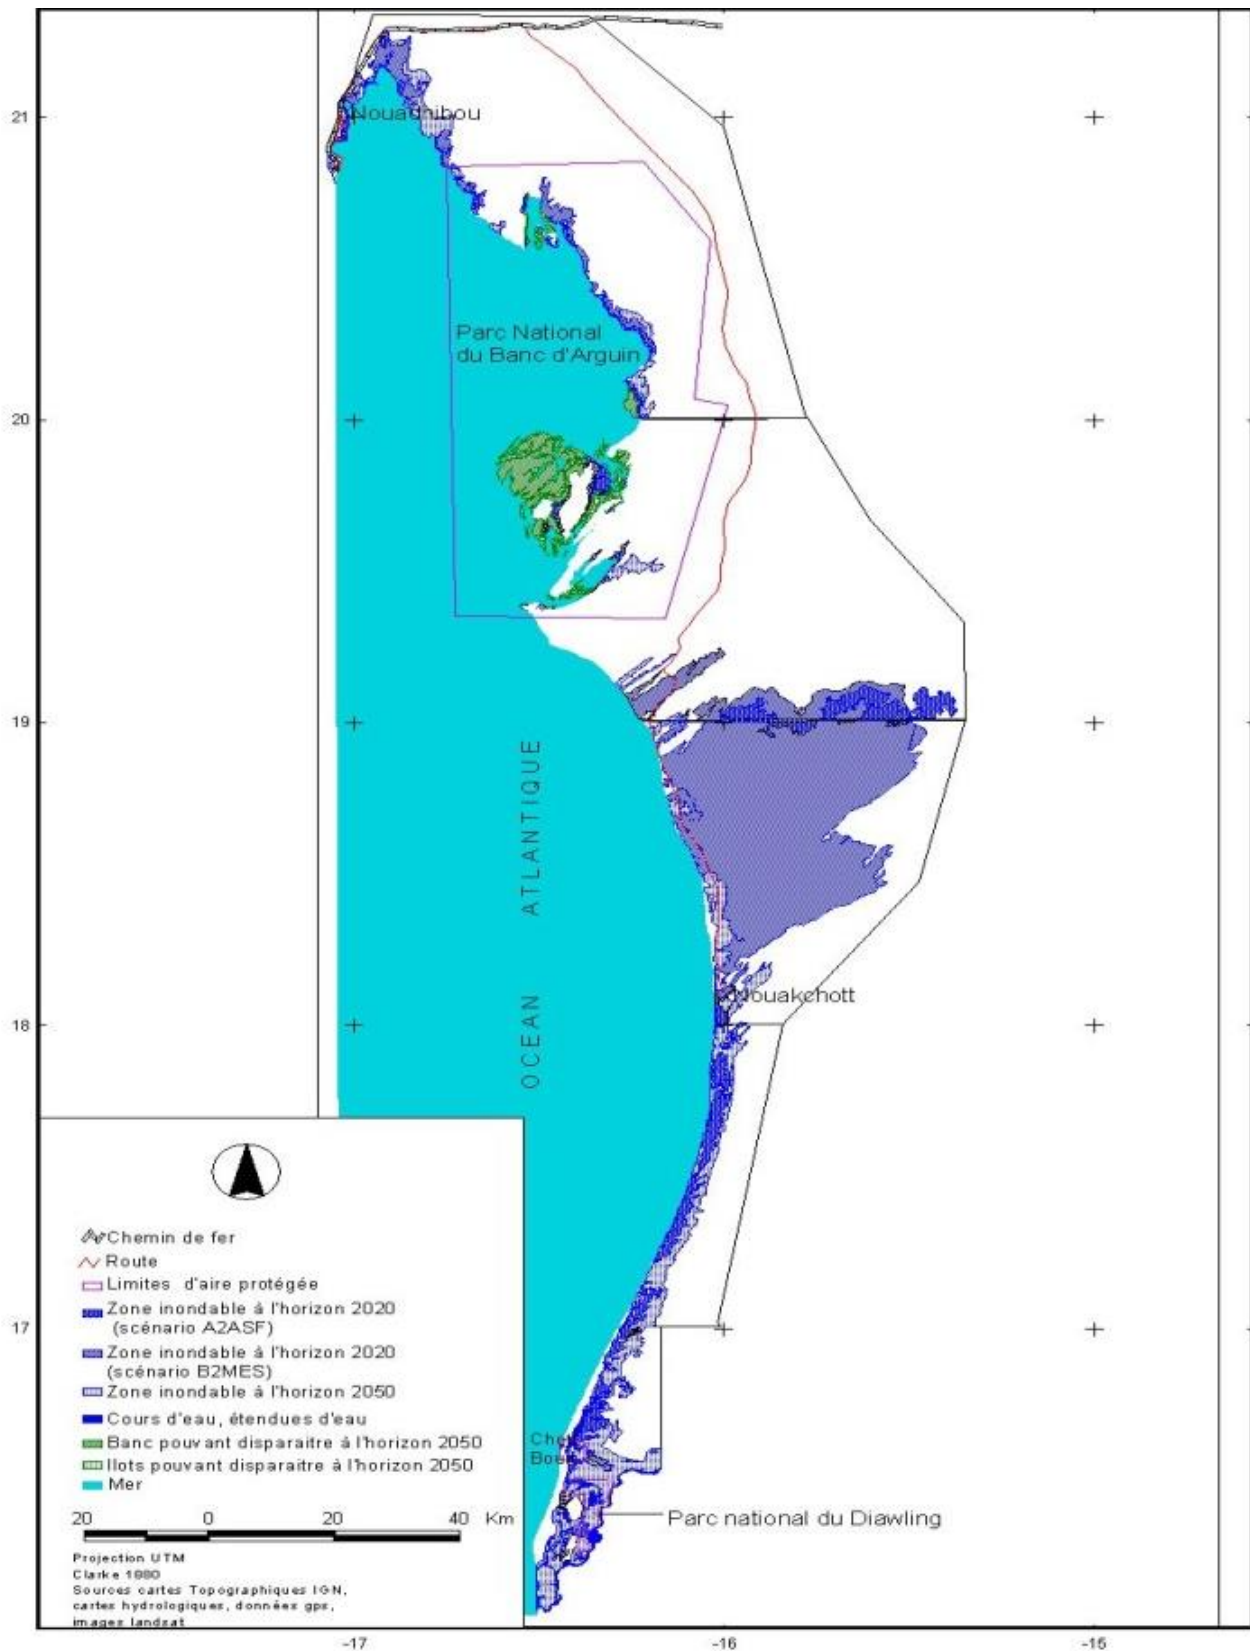 21
Nouadhibou
Parc National
du Banc d'Arguin
20
19
OCEAN ATLANTIQUE
Nouakchott
18
Chemin de fer
Route
Limites d'aire protégée
Zone inondable à l'horizon 2020
(scénario A2ASF)
Zone inondable à l'horizon 2020
(scénario B2MES)
Zone inondable à l'horizon 2050
Cours d'eau, étendues d'eau
Banc pouvant disparaitre à l'horizon 2050
Ilots pouvant disparaitre à l'horizon 2050
Mer
20 0 20 40 Km
Projection UTM
Clarke 1880
Sources cartes Topographiques IGN,
cartes hydrologiques, données gps,
images landsat
17
Parc national du Diawling
-17 -16 -15